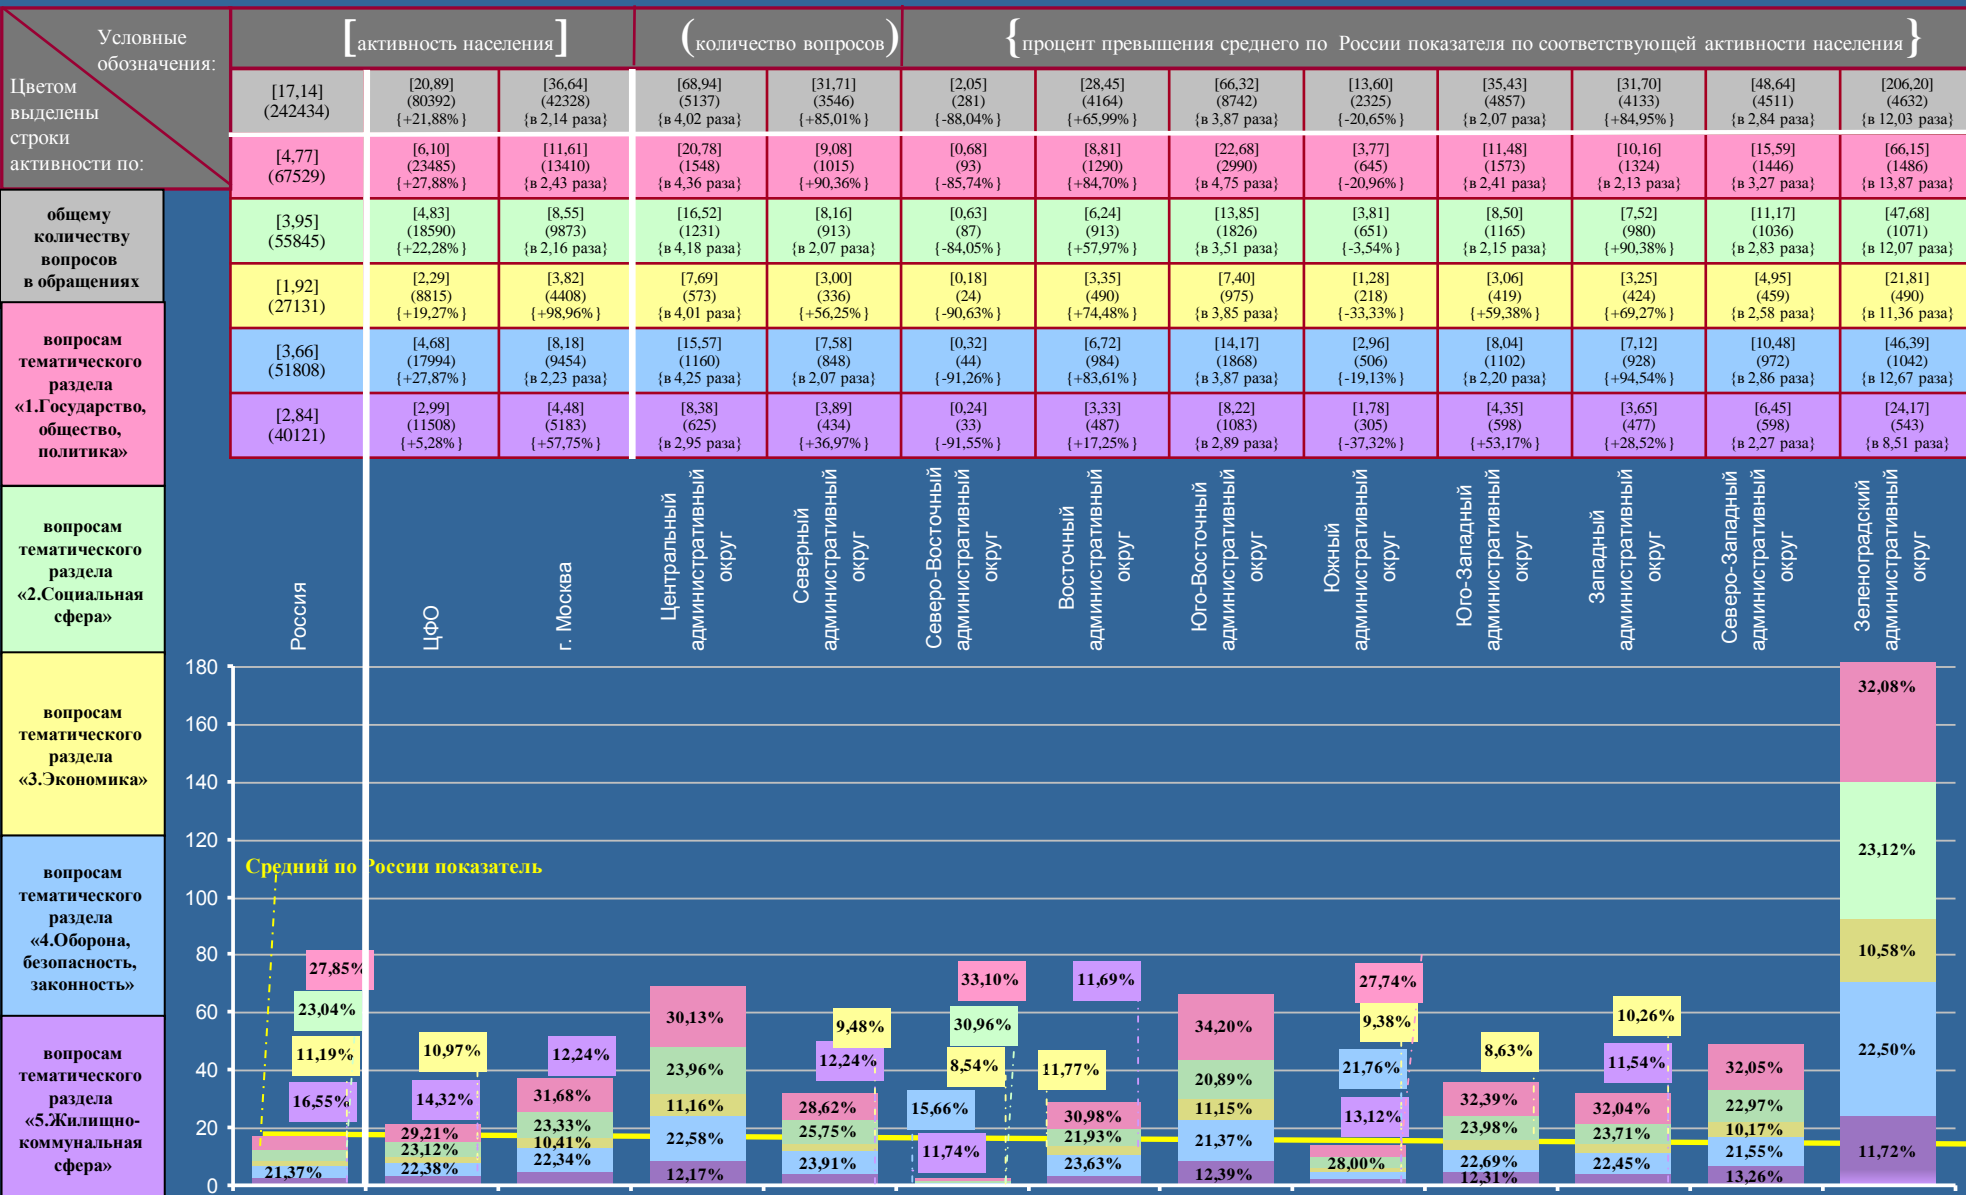 Условные
обозначения:
Цветом
выделены
строки
активности по:
[активность населения]
(количество вопросов)
{процент превышения среднего по России показателя по соответствующей активности населения}
[17,14]
(242434)
[20,89]
(80392)
{+21,88%}
[36,64]
(42328)
{в 2,14 раза}
[68,94]
(5137)
{в 4,02 раза}
[31,71]
(3546)
{+85,01%}
[2,05]
(281)
{-88,04%}
[28,45]
(4164)
{+65,99%}
[66,32]
(8742)
{в 3,87 раза}
[13,60]
(2325)
{-20,65%}
[35,43]
(4857)
{в 2,07 раза}
[31,70]
(4133)
{+84,95%}
[48,64]
(4511)
{в 2,84 раза}
[206,20]
(4632)
{в 12,03 раза}
[4,77]
(67529)
[6,10]
(23485)
{+27,88%}
[11,61]
(13410)
{в 2,43 раза}
[20,78]
(1548)
{в 4,36 раза}
[9,08]
(1015)
{+90,36%}
[0,68]
(93)
{-85,74%}
[8,81]
(1290)
{+84,70%}
[22,68]
(2990)
{в 4,75 раза}
[3,77]
(645)
{-20,96%}
[11,48]
(1573)
{в 2,41 раза}
[10,16]
(1324)
{в 2,13 раза}
[15,59]
(1446)
{в 3,27 раза}
[66,15]
(1486)
{в 13,87 раза}
[3,95]
(55845)
[4,83]
(18590)
{+22,28%}
[8,55]
(9873)
{в 2,16 раза}
[16,52]
(1231)
{в 4,18 раза}
[8,16]
(913)
{в 2,07 раза}
[0,63]
(87)
{-84,05%}
[6,24]
(913)
{+57,97%}
[13,85]
(1826)
{в 3,51 раза}
[3,81]
(651)
{-3,54%}
[8,50]
(1165)
{в 2,15 раза}
[7,52]
(980)
{+90,38%}
[11,17]
(1036)
{в 2,83 раза}
[47,68]
(1071)
{в 12,07 раза}
[1,92]
(27131)
[2,29]
(8815)
{+19,27%}
[3,82]
(4408)
{+98,96%}
[7,69]
(573)
{в 4,01 раза}
[3,00]
(336)
{+56,25%}
[0,18]
(24)
{-90,63%}
[3,35]
(490)
{+74,48%}
[7,40]
(975)
{в 3,85 раза}
[1,28]
(218)
{-33,33%}
[3,06]
(419)
{+59,38%}
[3,25]
(424)
{+69,27%}
[4,95]
(459)
{в 2,58 раза}
[21,81]
(490)
{в 11,36 раза}
[3,66]
(51808)
[4,68]
(17994)
{+27,87%}
[8,18]
(9454)
{в 2,23 раза}
[15,57]
(1160)
{в 4,25 раза}
[7,58]
(848)
{в 2,07 раза}
[0,32]
(44)
{-91,26%}
[6,72]
(984)
{+83,61%}
[14,17]
(1868)
{в 3,87 раза}
[2,96]
(506)
{-19,13%}
[8,04]
(1102)
{в 2,20 раза}
[7,12]
(928)
{+94,54%}
[10,48]
(972)
{в 2,86 раза}
[46,39]
(1042)
{в 12,67 раза}
[2,84]
(40121)
[2,99]
(11508)
{+5,28%}
[4,48]
(5183)
{+57,75%}
[8,38]
(625)
{в 2,95 раза}
[3,89]
(434)
{+36,97%}
[0,24]
(33)
{-91,55%}
[3,33]
(487)
{+17,25%}
[8,22]
(1083)
{в 2,89 раза}
[1,78]
(305)
{-37,32%}
[4,35]
(598)
{+53,17%}
[3,65]
(477)
{+28,52%}
[6,45]
(598)
{в 2,27 раза}
[24,17]
(543)
{в 8,51 раза}
общему
количеству
вопросов
в обращениях
вопросам
тематического
раздела
«1.Государство,
общество,
политика»
вопросам
тематического
раздела
«2.Социальная
сфера»
вопросам
тематического
раздела
«3.Экономика»
вопросам
тематического
раздела
«4.Оборона,
безопасность,
законность»
вопросам
тематического
раздела
«5.Жилищно-
коммунальная
сфера»
Россия
ЦФО
г. Москва
Центральный
административный
округ
Северный
административный
округ
Северо-Восточный
административный
округ
Восточный
административный
округ
Юго-Восточный
административный
округ
Южный
административный
округ
Юго-Западный
административный
округ
Западный
административный
округ
Северо-Западный
административный
округ
Зеленоградский
административный
округ
180
160
140
120
100
80
60
40
20
0
Средний по России показатель
27,85%
23,04%
11,19%
16,55%
21,37%
10,97%
14,32%
29,21%
23,12%
22,38%
12,24%
31,68%
23,33%
10,41%
22,34%
30,13%
23,96%
11,16%
22,58%
12,17%
9,48%
12,24%
28,62%
25,75%
23,91%
33,10%
30,96%
8,54%
15,66%
11,74%
11,69%
11,77%
30,98%
21,93%
23,63%
34,20%
20,89%
11,15%
21,37%
12,39%
27,74%
9,38%
21,76%
13,12%
28,00%
8,63%
32,39%
23,98%
22,69%
12,31%
10,26%
11,54%
32,04%
23,71%
22,45%
32,05%
22,97%
10,17%
21,55%
13,26%
32,08%
23,12%
10,58%
22,50%
11,72%